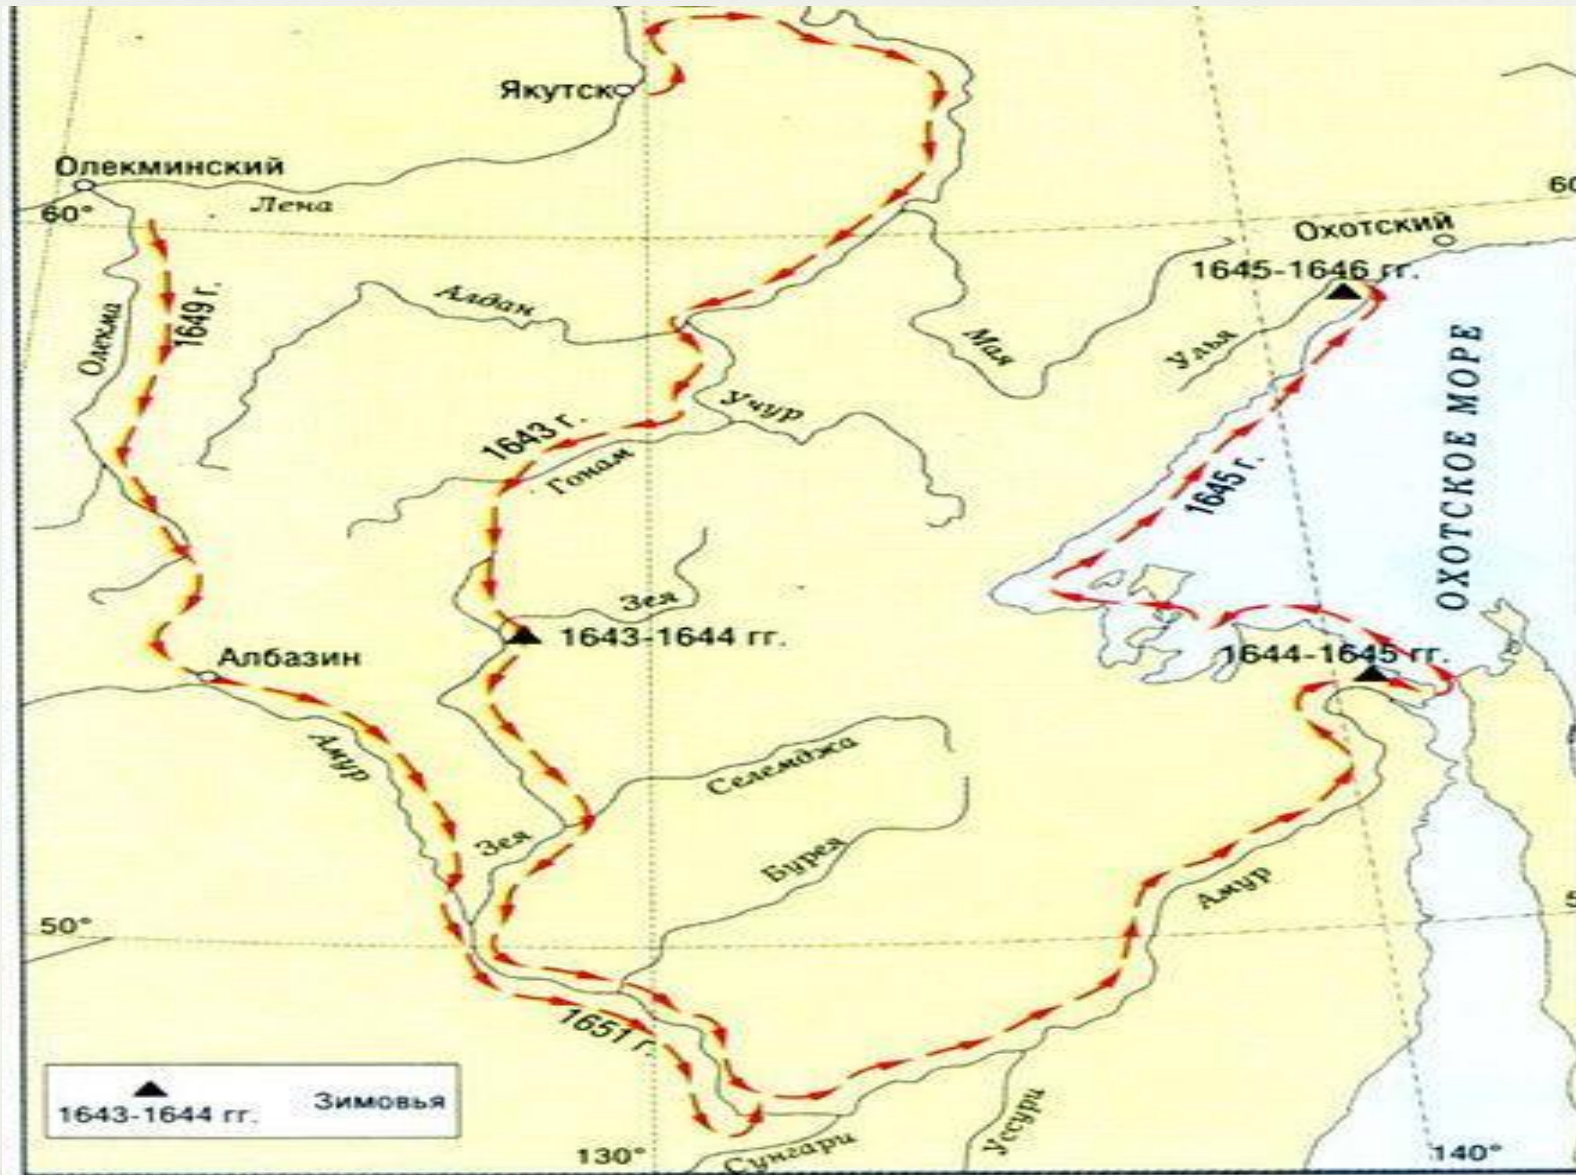 Якутск
Олекминский
Лена
60°
60
Охотский
1645-1646 гг.
Олекма
1649 г.
Алдан
Мая
Улья
ОХОТСКОЕ МОРЕ
Учур
1643 г.
Гонам
1645 г.
Зея
1643-1644 гг.
1644-1645 гг.
Албазин
Амур
Селемджа
Зея
Бурея
Амур
50°
5
1651 г.
1643-1644 гг.
Зимовья
130°
Сунгари
Уссури
140°